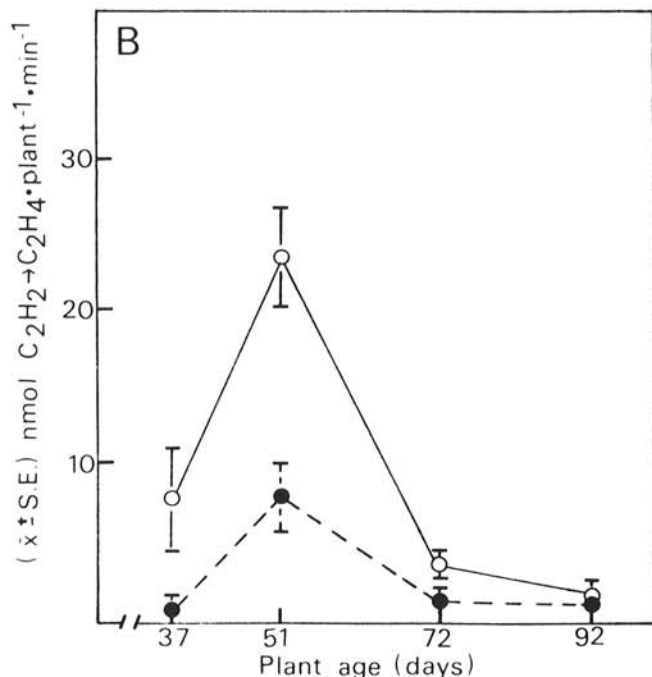 B
(x̄ ± S.E.) nmol C₂H₂→C₂H₄•plant⁻¹•min⁻¹
30
20
10
37 51 72 92
Plant age (days)